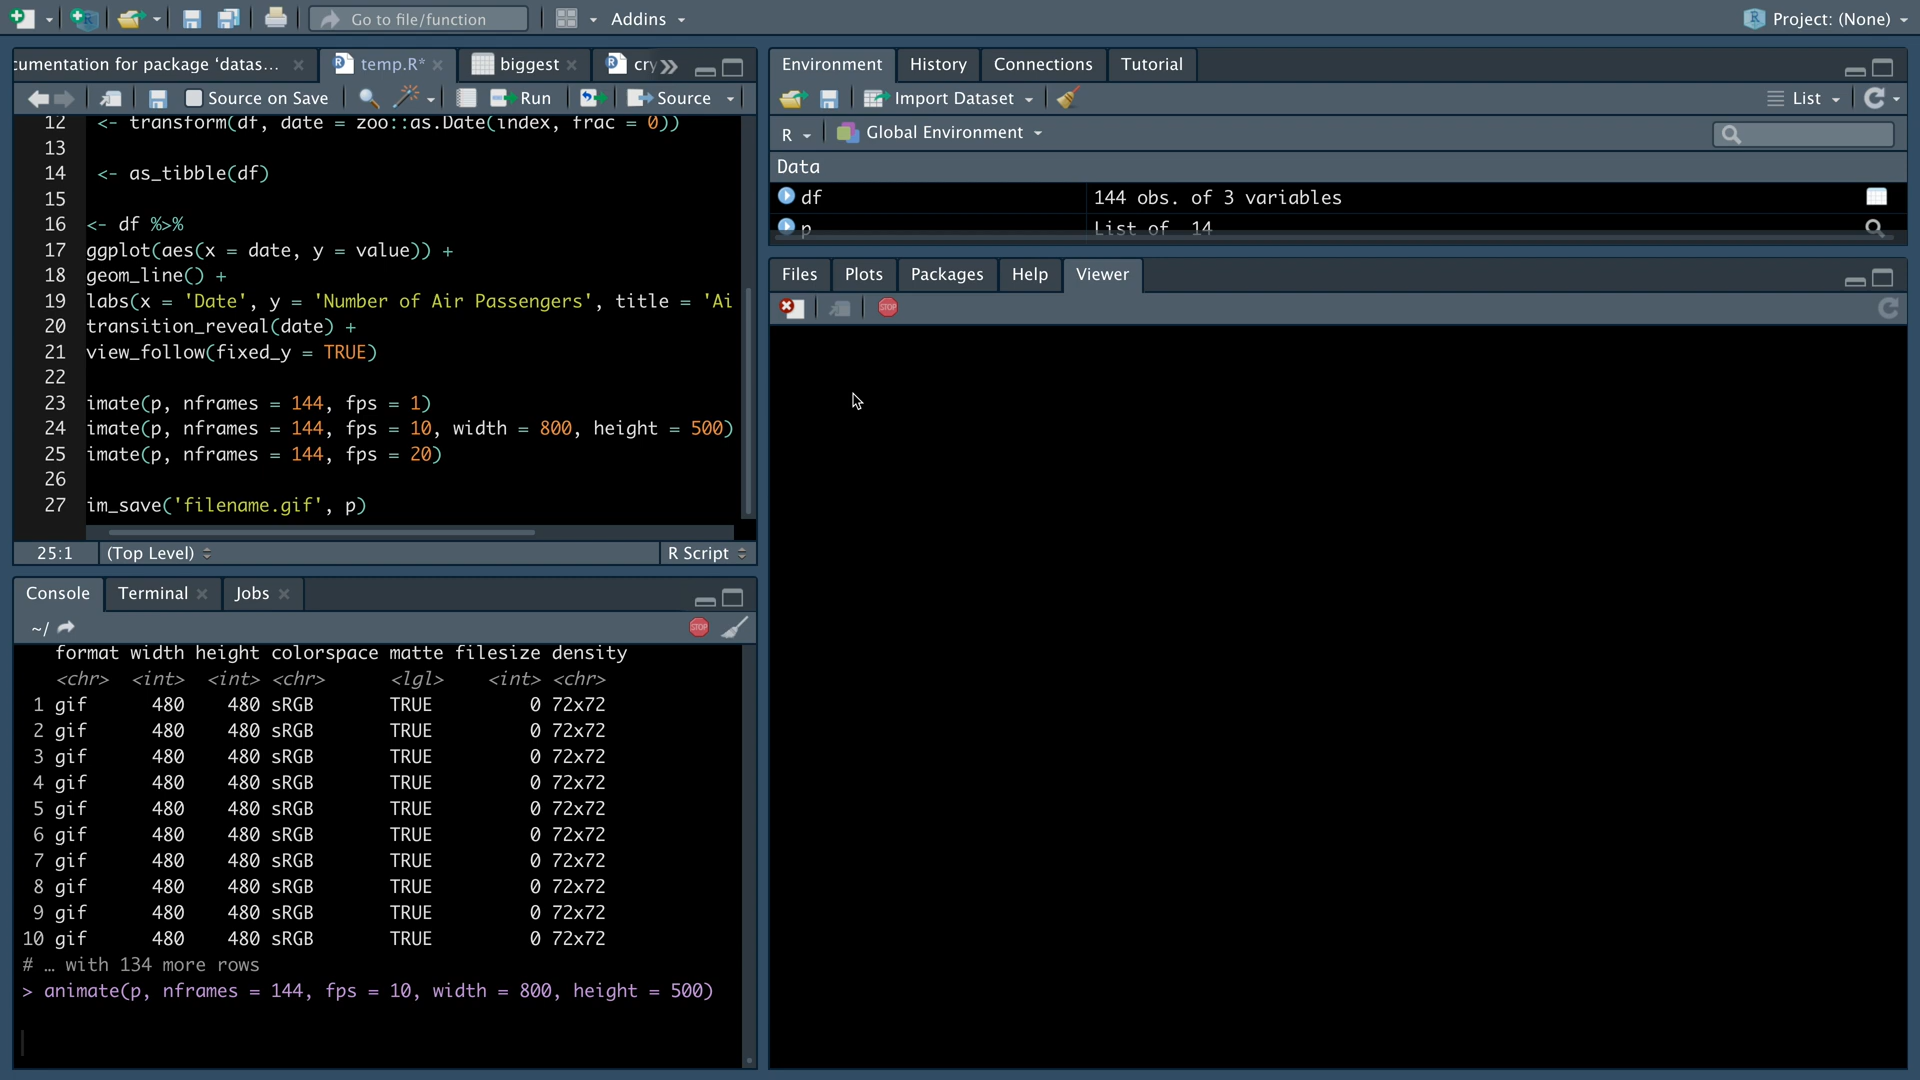 Go to file/function
Addins
Project: (None)
cumentation for package ‘datas...
temp.R*
biggest
cry
Source on Save
Run
Source
12 <- transform(df, date = zoo::as.Date(index, frac = 0))
13
14 <- as_tibble(df)
15
16 <- df %>%
17 ggplot(aes(x = date, y = value)) +
18 geom_line() +
19 labs(x = 'Date', y = 'Number of Air Passengers', title = 'Ai
20 transition_reveal(date) +
21 view_follow(fixed_y = TRUE)
22
23 imate(p, nframes = 144, fps = 1)
24 imate(p, nframes = 144, fps = 10, width = 800, height = 500)
25 imate(p, nframes = 144, fps = 20)
26
27 im_save('filename.gif', p)
25:1 (Top Level) R Script
Console Terminal Jobs
~/
STOP
format width height colorspace matte filesize density
<chr> <int> <int> <chr> <lgl> <int> <chr>
1 gif 480 480 sRGB TRUE 0 72x72
2 gif 480 480 sRGB TRUE 0 72x72
3 gif 480 480 sRGB TRUE 0 72x72
4 gif 480 480 sRGB TRUE 0 72x72
5 gif 480 480 sRGB TRUE 0 72x72
6 gif 480 480 sRGB TRUE 0 72x72
7 gif 480 480 sRGB TRUE 0 72x72
8 gif 480 480 sRGB TRUE 0 72x72
9 gif 480 480 sRGB TRUE 0 72x72
10 gif 480 480 sRGB TRUE 0 72x72
# … with 134 more rows
> animate(p, nframes = 144, fps = 10, width = 800, height = 500)
Environment History Connections Tutorial
Import Dataset
List
R Global Environment
Data
df 144 obs. of 3 variables
p List of 14
Files Plots Packages Help Viewer
STOP